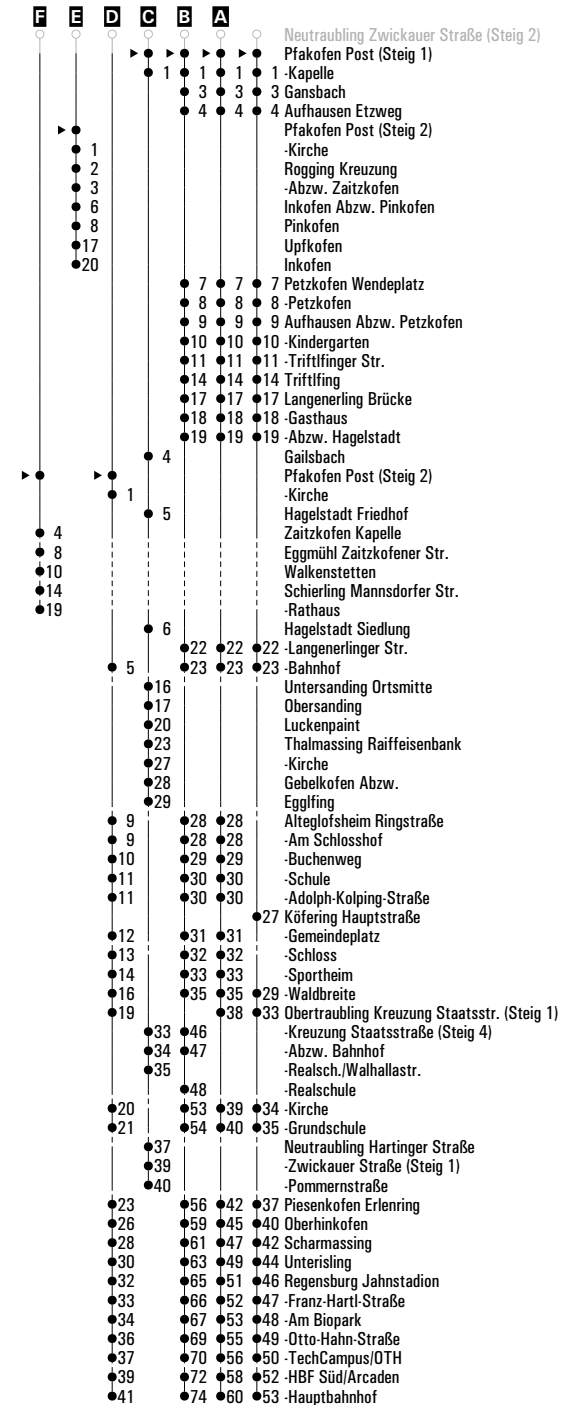 F E D C B A
Neutraubling Zwickauer Straße (Steig 2)
Pfakofen Post (Steig 1)
1 1 1 1 -Kapelle
3 3 3 Gansbach
4 4 4 Aufhausen Etzweg
Pfakofen Post (Steig 2)
1 -Kirche
2 Rogging Kreuzung
3 -Abzw. Zaitzkofen
6 Inkofen Abzw. Pinkofen
8 Pinkofen
17 Upfkofen
20 Inkofen
7 7 7 Petzkofen Wendeplatz
8 8 8 -Petzkofen
9 9 9 Aufhausen Abzw. Petzkofen
10 10 10 -Kindergarten
11 11 11 -Triftlfinger Str.
14 14 14 Triftlfing
17 17 17 Langenerling Brücke
18 18 18 -Gasthaus
19 19 19 -Abzw. Hagelstadt
4 Gailsbach
Pfakofen Post (Steig 2)
1 -Kirche
5 Hagelstadt Friedhof
4 Zaitzkofen Kapelle
8 Eggmühl Zaitzkofener Str.
10 Walkenstetten
14 Schierling Mannsdorfer Str.
19 -Rathaus
6 Hagelstadt Siedlung
22 22 22 -Langenerlinger Str.
5 23 23 23 -Bahnhof
16 Untersanding Ortsmitte
17 Obersanding
20 Luckenpaint
23 Thalmassing Raiffeisenbank
27 -Kirche
28 Gebelkofen Abzw.
29 Egglfing
9 28 28 Alteglofsheim Ringstraße
9 28 28 -Am Schlosshof
10 29 29 -Buchenweg
11 30 30 -Schule
11 30 30 -Adolph-Kolping-Straße
27 Köfering Hauptstraße
12 31 31 -Gemeindeplatz
13 32 32 -Schloss
14 33 33 -Sportheim
16 35 35 29 -Waldbreite
19 38 33 Obertraubling Kreuzung Staatsstr. (Steig 1)
33 46 -Kreuzung Staatsstraße (Steig 4)
34 47 -Abzw. Bahnhof
35 -Realsch./Walhallastr.
48 -Realschule
20 53 39 34 -Kirche
21 54 40 35 -Grundschule
37 Neutraubling Hartinger Straße
39 -Zwickauer Straße (Steig 1)
40 -Pommernstraße
23 56 42 37 Piesenkofen Erlenring
26 59 45 40 Oberhinkofen
28 61 47 42 Scharmassing
30 63 49 44 Unterisling
32 65 51 46 Regensburg Jahnstadion
33 66 52 47 -Franz-Hartl-Straße
34 67 53 48 -Am Biopark
36 69 55 49 -Otto-Hahn-Straße
37 70 56 50 -TechCampus/OTH
39 72 58 52 -HBF Süd/Arcaden
41 74 60 53 -Hauptbahnhof